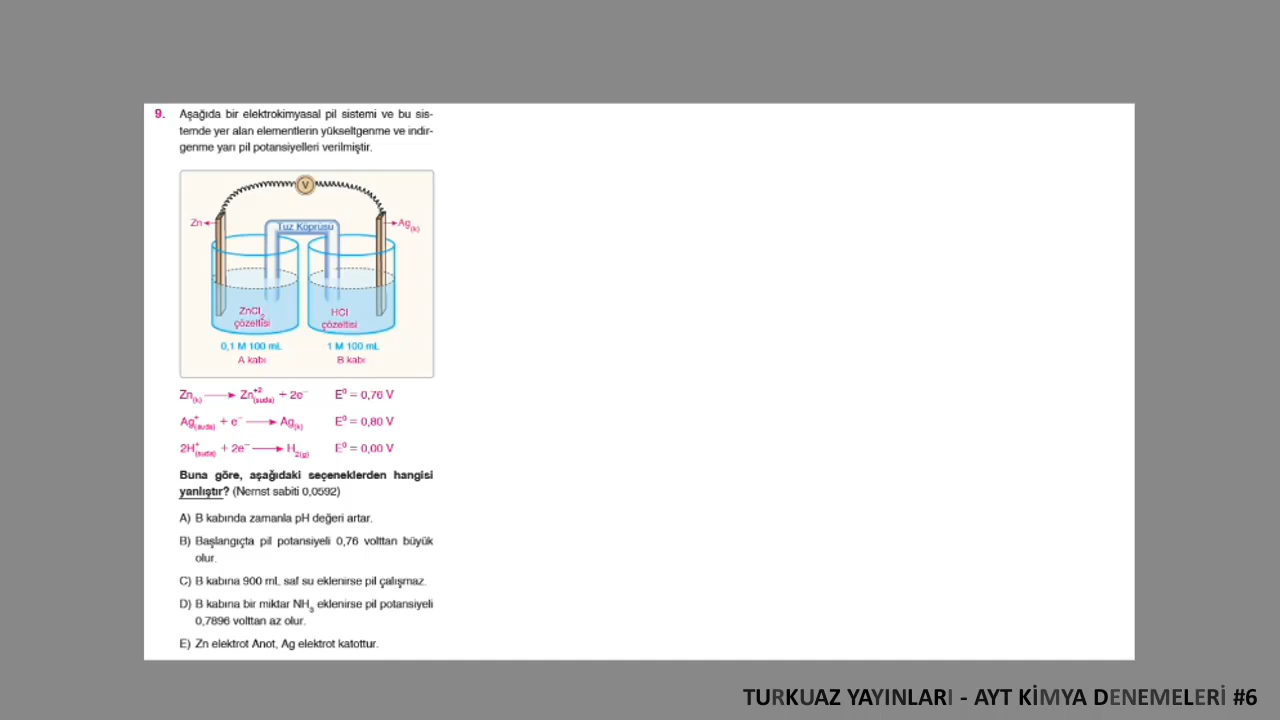 9. Aşağıda bir elektrokimyasal pil sistemi ve bu sis-
temde yer alan elementlerin yükseltgenme ve indir-
genme yarı pil potansiyelleri verilmiştir.
V
Zn
Ag(k)
Tuz Köprüsü
ZnCl2
çözeltisi
HCl
çözeltisi
0,1 M 100 mL
1 M 100 mL
A kabı
B kabı
Zn(k) → Zn+2(suda) + 2e− E0 = 0,76 V
Ag+(suda) + e− → Ag(k) E0 = 0,80 V
2H+(suda) + 2e− → H2(g) E0 = 0,00 V
Buna göre, aşağıdaki seçeneklerden hangisi
yanlıştır? (Nernst sabiti 0,0592)
A) B kabında zamanla pH değeri artar.
B) Başlangıçta pil potansiyeli 0,76 volttan büyük
olur.
C) B kabına 900 mL saf su eklenirse pil çalışmaz.
D) B kabına bir miktar NH3 eklenirse pil potansiyeli
0,7896 volttan az olur.
E) Zn elektrot Anot, Ag elektrot katottur.
TURKUAZ YAYINLARI - AYT KİMYA DENEMELERİ #6